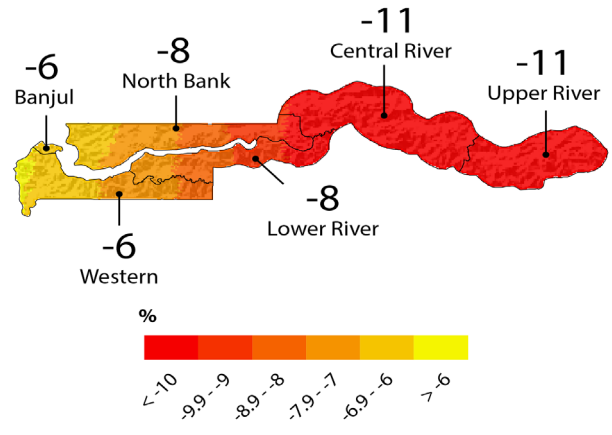 -11
Central River
-8
North Bank
-11
Upper River
-6
Banjul
-8
Lower River
-6
Western
%
< -10
-9.9 - -9
-8.9 - -8
-7.9 - -7
-6.9 - -6
> -6